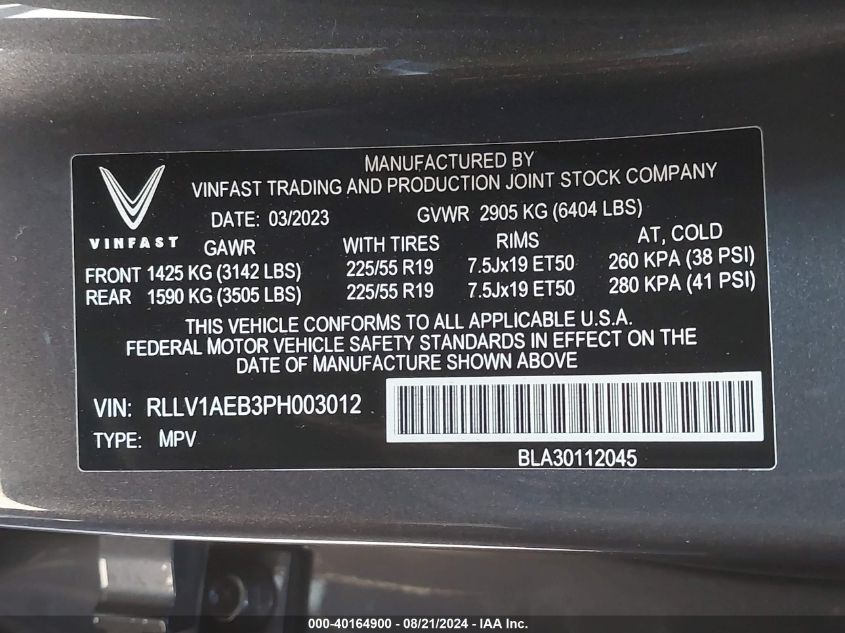 MANUFACTURED BY
VINFAST TRADING AND PRODUCTION JOINT STOCK COMPANY
DATE: 03/2023 GVWR 2905 KG (6404 LBS)
VINFAST
GAWR WITH TIRES RIMS AT, COLD
FRONT 1425 KG (3142 LBS) 225/55 R19 7.5Jx19 ET50 260 KPA (38 PSI)
REAR 1590 KG (3505 LBS) 225/55 R19 7.5Jx19 ET50 280 KPA (41 PSI)
THIS VEHICLE CONFORMS TO ALL APPLICABLE U.S.A.
FEDERAL MOTOR VEHICLE SAFETY STANDARDS IN EFFECT ON THE
DATE OF MANUFACTURE SHOWN ABOVE
VIN: RLLV1AEB3PH003012
TYPE: MPV
BLA30112045
000-40164900 - 08/21/2024 - IAA Inc.